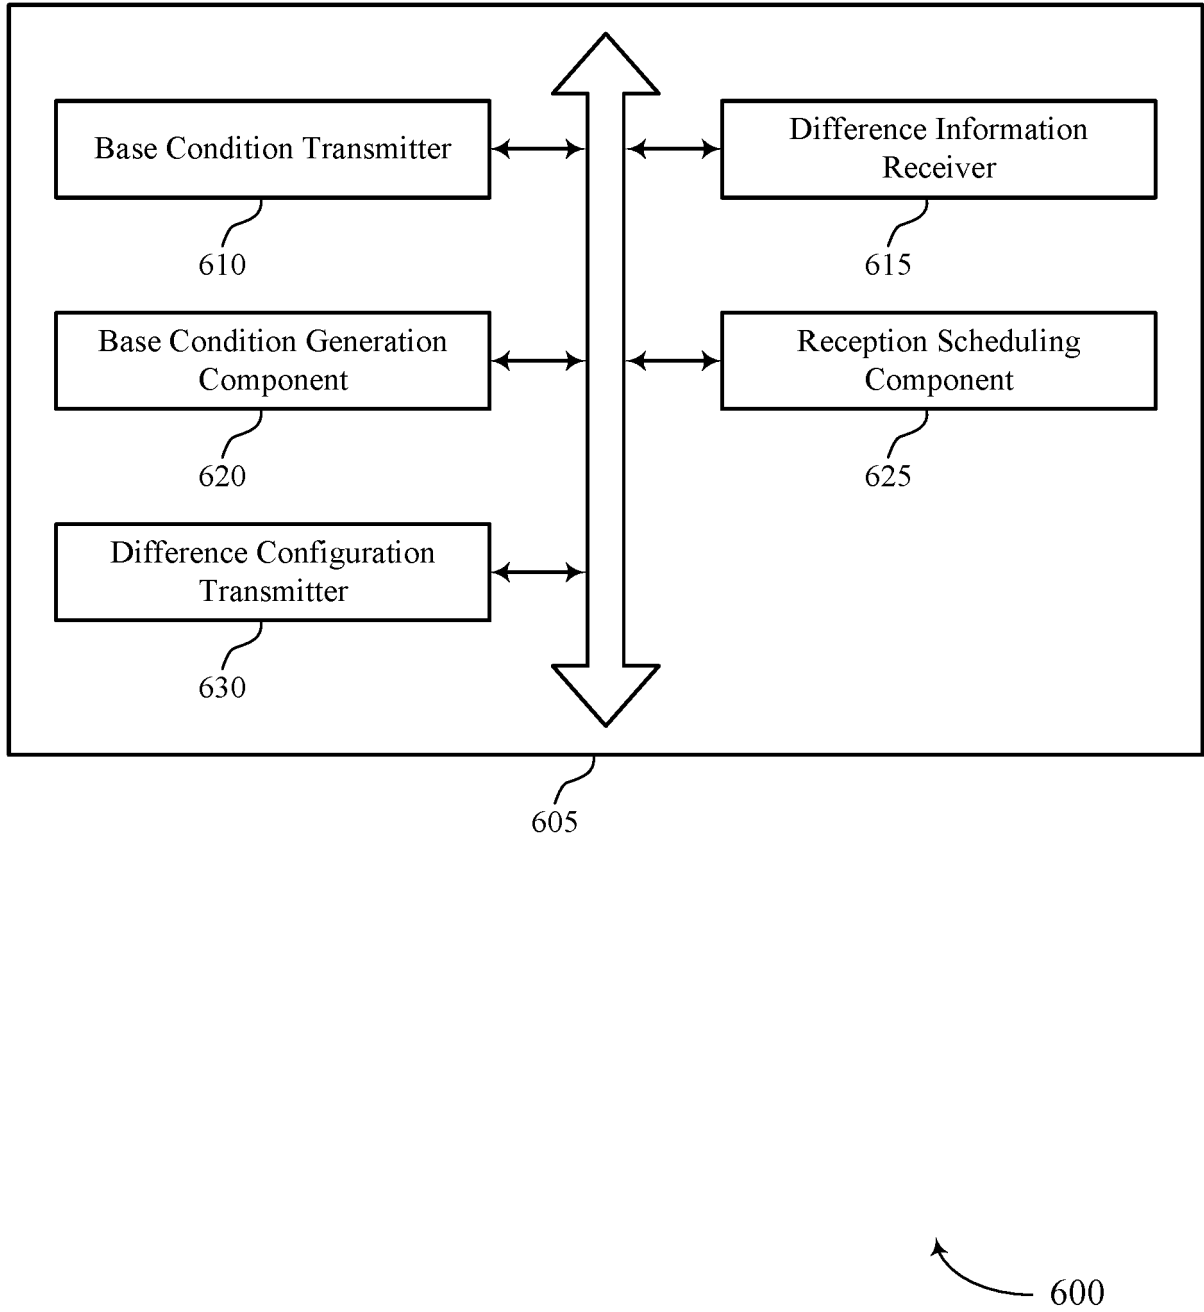 Base Condition Transmitter
610
Difference Information
Receiver
615
Base Condition Generation
Component
620
Reception Scheduling
Component
625
Difference Configuration
Transmitter
630
605
600